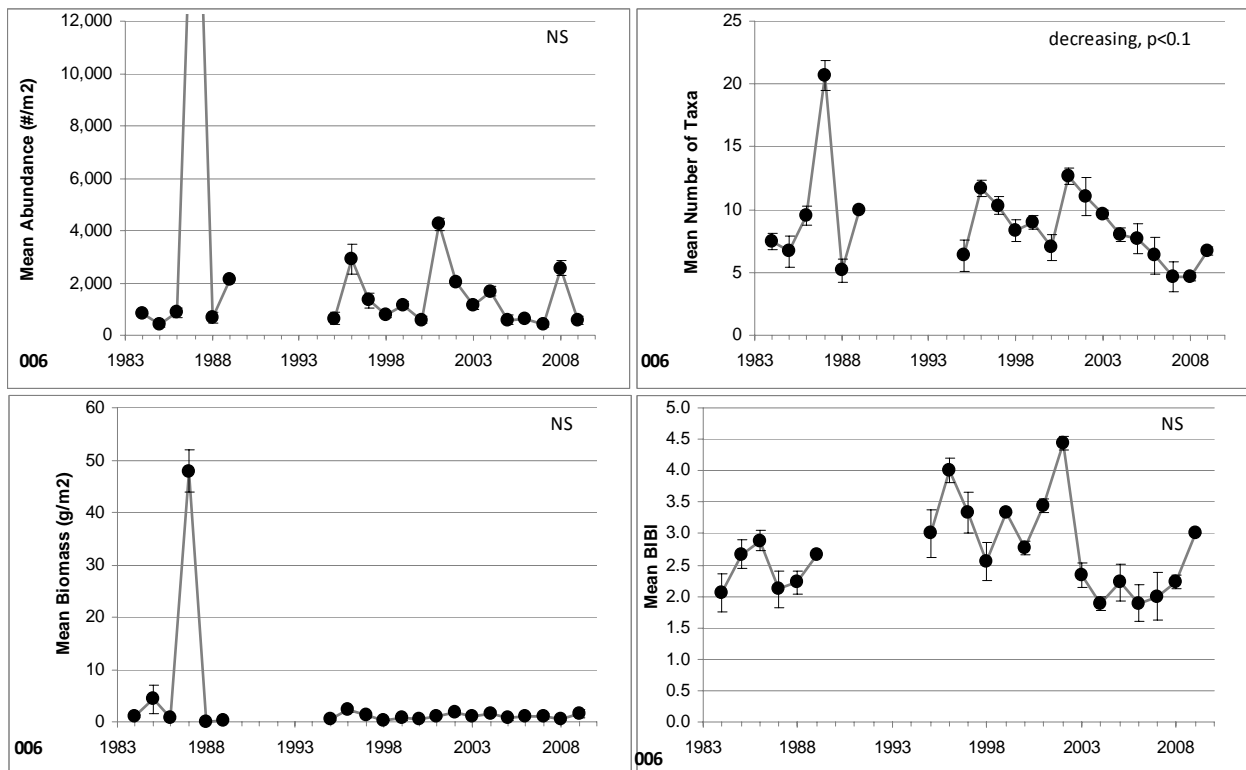 Mean Abundance (#/m2)
12,000
10,000
8,000
6,000
4,000
2,000
0
NS
1983 1988 1993 1998 2003 2008
006
Mean Number of Taxa
25
20
15
10
5
0
decreasing, p<0.1
1983 1988 1993 1998 2003 2008
006
Mean Biomass (g/m2)
60
50
40
30
20
10
0
NS
1983 1988 1993 1998 2003 2008
006
Mean BIBI
5.0
4.5
4.0
3.5
3.0
2.5
2.0
1.5
1.0
0.5
0.0
NS
1983 1988 1993 1998 2003 2008
006